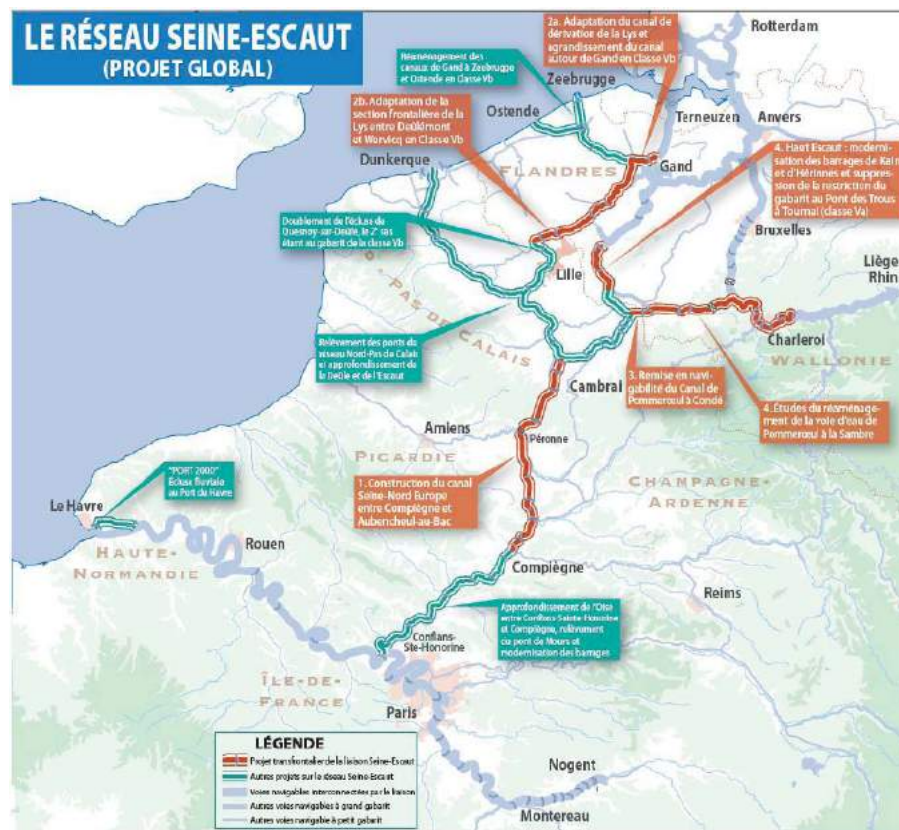 LE RÉSEAU SEINE-ESCAUT
(PROJET GLOBAL)
Réaménagement des
canaux de Gand à Zeebrugge
et Ostende en Classe Vb
2a. Adaptation du canal de
dérivation de la Lys et
agrandissement du canal
autour de Gand en Classe Vb
Rotterdam
Zeebrugge
2b. Adaptation de la
section frontalière de la
Lys entre Deûlémont
et Wervicq en Classe Vb
Ostende
Terneuzen
Anvers
Dunkerque
FLANDRES
Gand
4. Haut Escaut : moderni-
sation des barrages de Kain
et d'Hérinnes et suppres-
sion de la restriction du
gabarit au Pont des Trous
à Tournai (classe Va)
Doublement de l'écluse de
Quesnoy-sur-Deûle, le 2e sas
étant au gabarit de la classe Vb
Bruxelles
Lille
Liège
Rhin
PAS DE CALAIS
Relèvement des ponts du
réseau Nord-Pas de Calais
et approfondissement de
la Deûle et de l'Escaut
Charleroi
WALLONIE
Cambrai
3. Remise en navi-
gabilité du Canal de
Pommerœul à Condé
4. Études du réaménage-
ment de la voie d'eau de
Pommerœul à la Sambre
Amiens
Péronne
PICARDIE
"PORT 2000"
Ecluse fluviale
au Port du Havre
1. Construction du canal
Seine-Nord Europe
entre Compiègne et
Aubencheul-au-Bac
CHAMPAGNE-
ARDENNE
Le Havre
Rouen
HAUTE-
NORMANDIE
Compiègne
Reims
Approfondissement de l'Oise
entre Conflans-Sainte-Honorine
et Compiègne, relèvement
du pont de Mours et
modernisation des barrages
Conflans-
Ste-Honorine
ÎLE-DE-
FRANCE
Paris
LÉGENDE
Projet transfrontalier de la liaison Seine-Escaut
Autres projets sur le réseau Seine-Escaut
Voies navigables interconnectées par la liaison
Autres voies navigables à grand gabarit
Autres voies navigable à petit gabarit
Nogent
Montereau